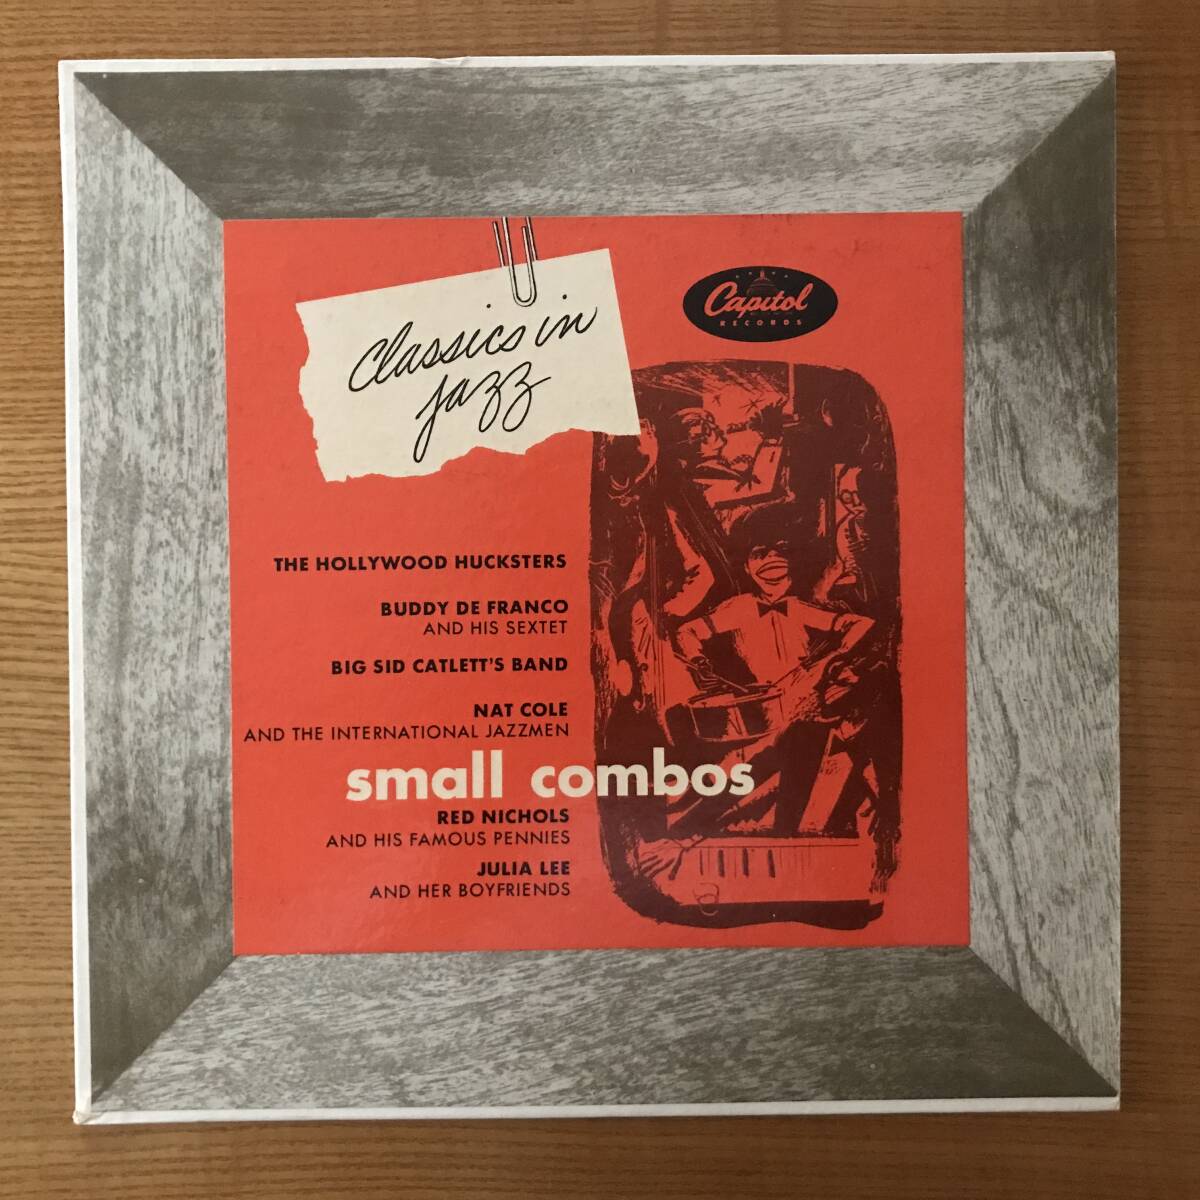 Classics in
jazz
Capitol
RECORDS
THE HOLLYWOOD HUCKSTERS
BUDDY DE FRANCO
AND HIS SEXTET
BIG SID CATLETT'S BAND
NAT COLE
AND THE INTERNATIONAL JAZZMEN
small combos
RED NICHOLS
AND HIS FAMOUS PENNIES
JULIA LEE
AND HER BOYFRIENDS